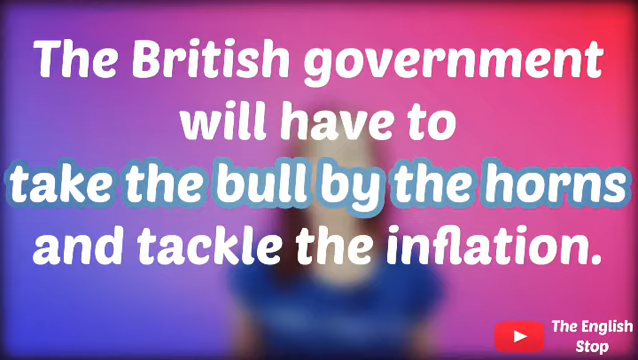 The British government
will have to
take the bull by the horns
and tackle the inflation.
The English
Stop